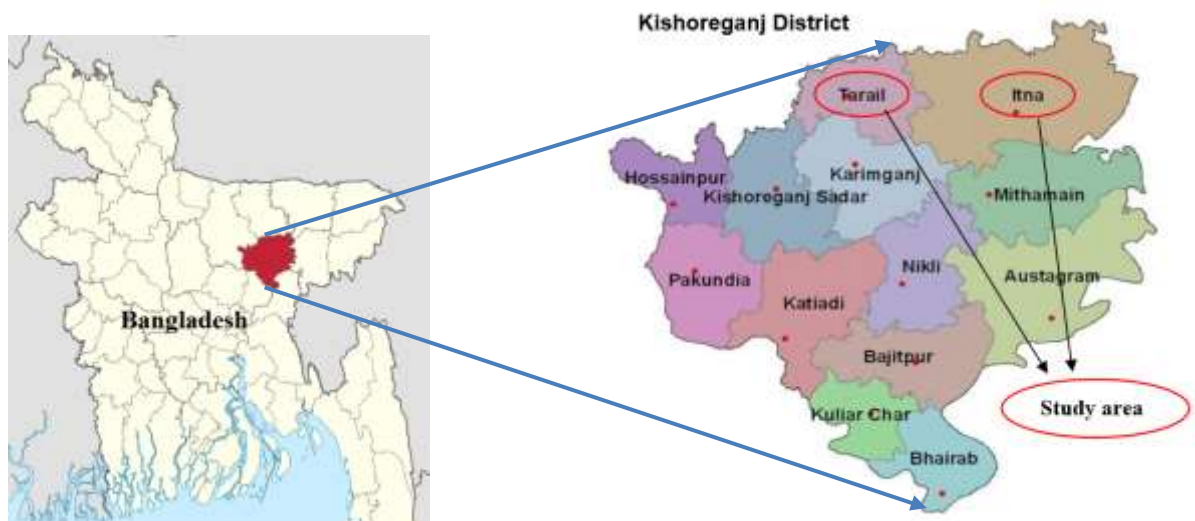 Kishoreganj District
Tarail
Itna
Hossainpur
Karimganj
Kishoreganj Sadar
Mithamain
Pakundia
Nikli
Austagram
Katiadi
Bangladesh
Bajitpur
Kuliar Char
Study area
Bhairab